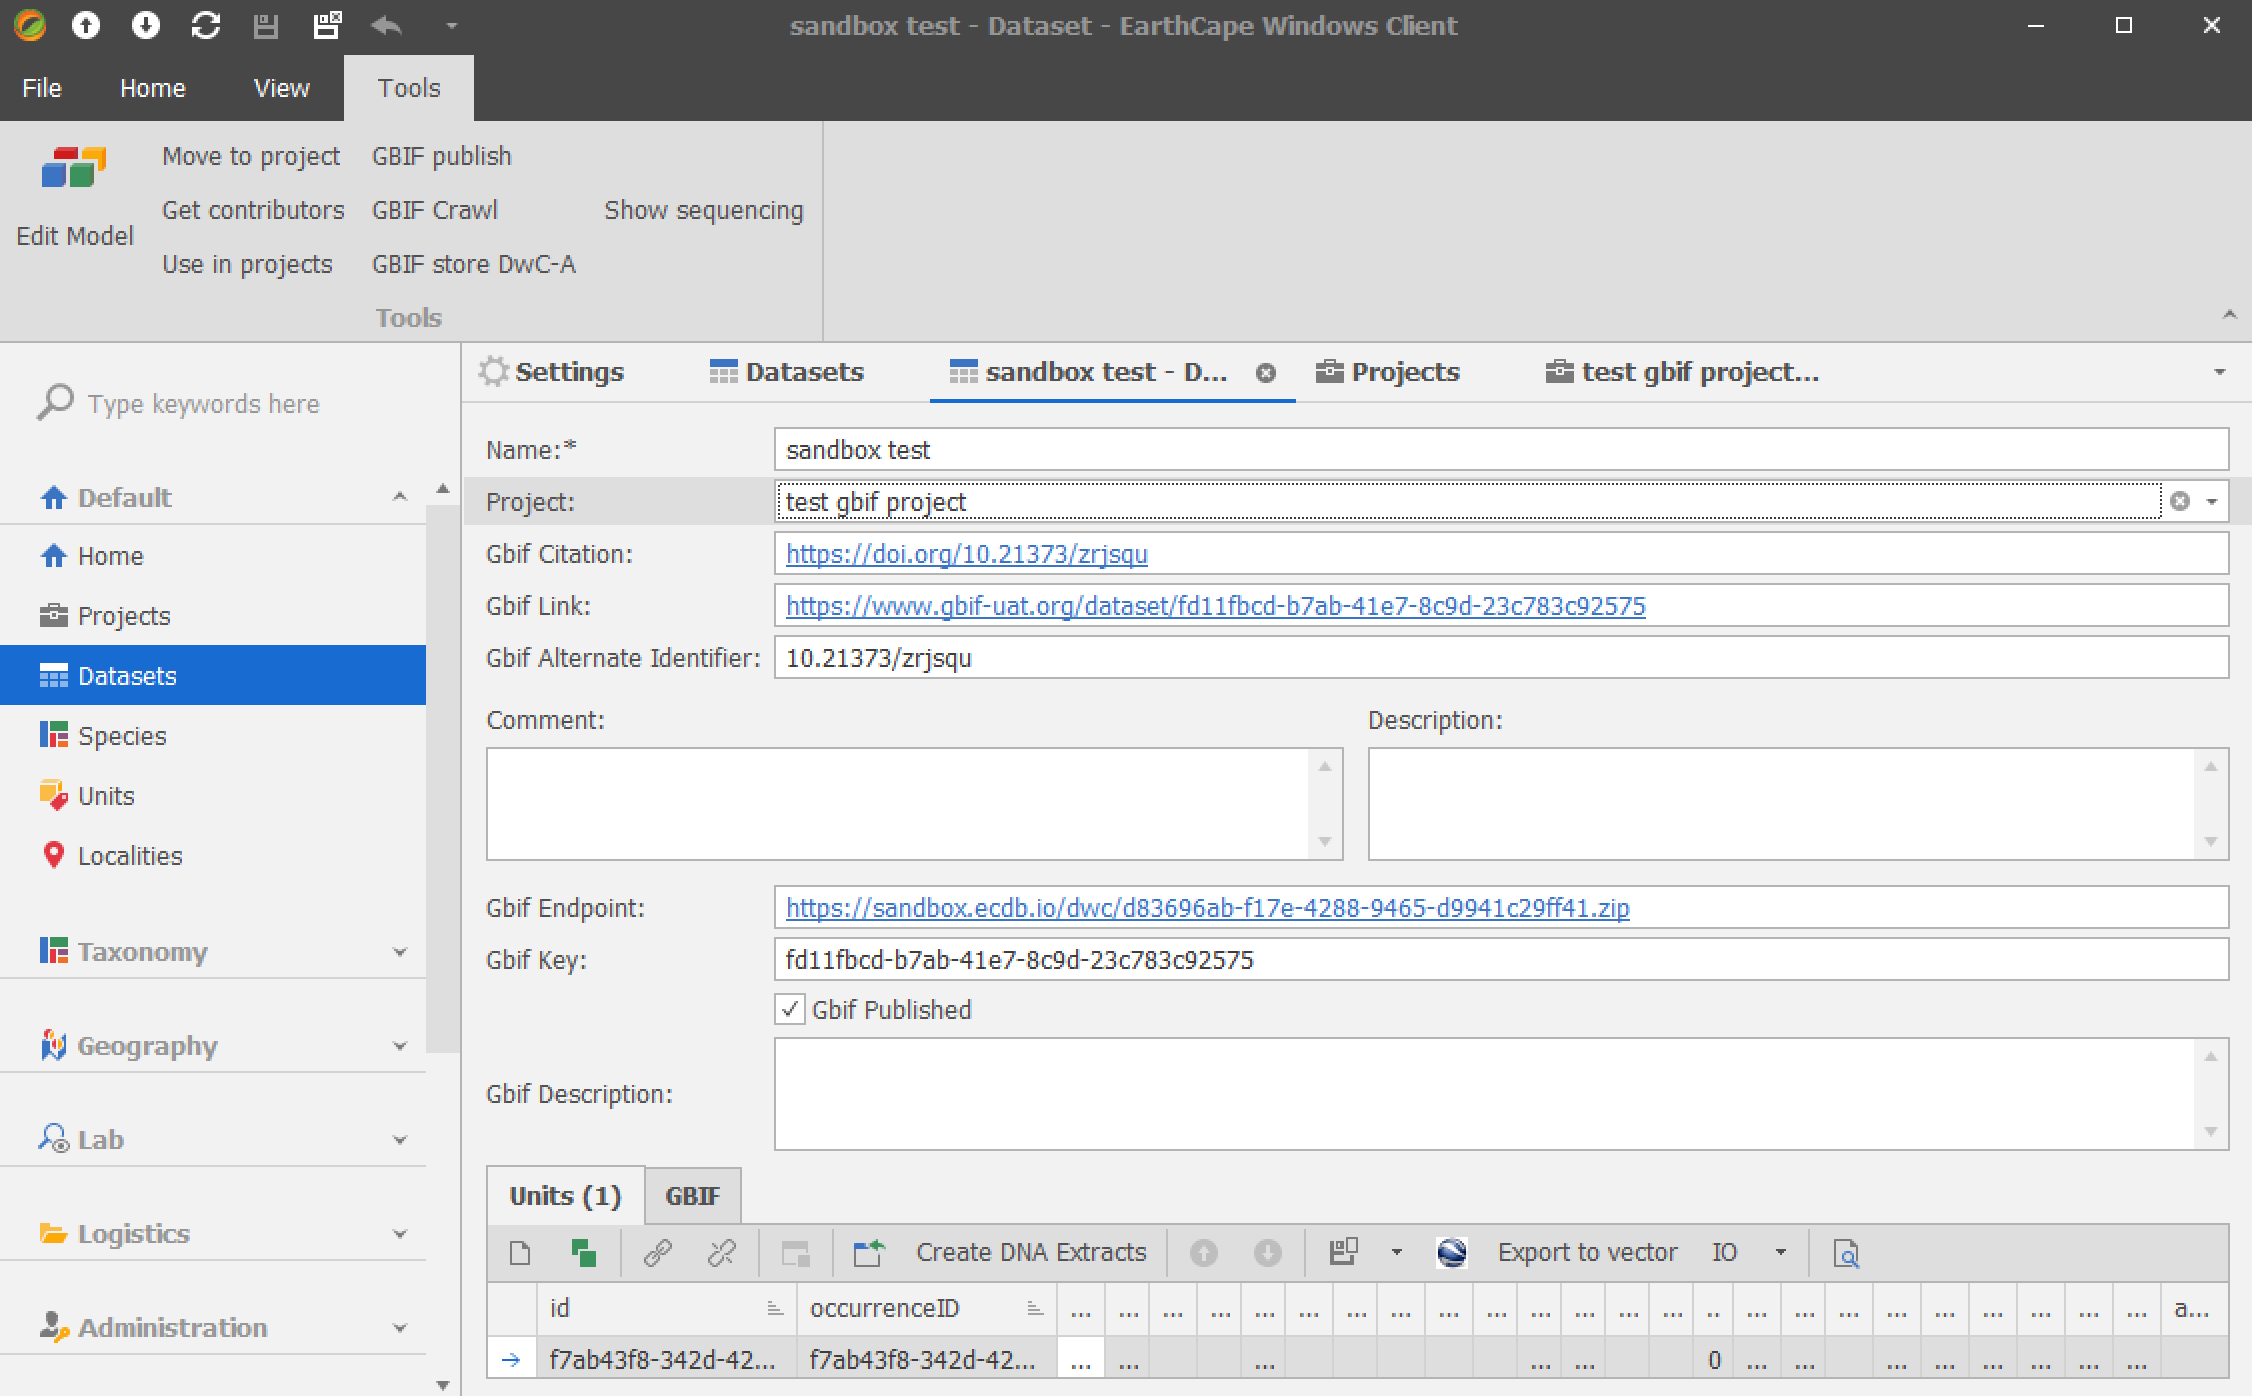 sandbox test - Dataset - EarthCape Windows Client
File Home View Tools
Edit Model
Move to project
Get contributors
Use in projects
GBIF publish
GBIF Crawl
GBIF store DwC-A
Show sequencing
Tools
Type keywords here
Default
Home
Projects
Datasets
Species
Units
Localities
Taxonomy
Geography
Lab
Logistics
Administration
Settings Datasets sandbox test - D... Projects test gbif project...
Name:* sandbox test
Project: test gbif project
Gbif Citation: https://doi.org/10.21373/zrjsqu
Gbif Link: https://www.gbif-uat.org/dataset/fd11fbcd-b7ab-41e7-8c9d-23c783c92575
Gbif Alternate Identifier: 10.21373/zrjsqu
Comment: Description:
Gbif Endpoint: https://sandbox.ecdb.io/dwc/d83696ab-f17e-4288-9465-d9941c29ff41.zip
Gbif Key: fd11fbcd-b7ab-41e7-8c9d-23c783c92575
Gbif Published
Gbif Description:
Units (1) GBIF
Create DNA Extracts Export to vector IO
id occurrenceID ... ... ... ... ... ... ... ... ... ... ... ... ... ... .. ... ... ... ... ... ... ... ... ... a...
f7ab43f8-342d-42... f7ab43f8-342d-42... ... ... ... ... ... 0 ... ... ... ... ... ... ... ...